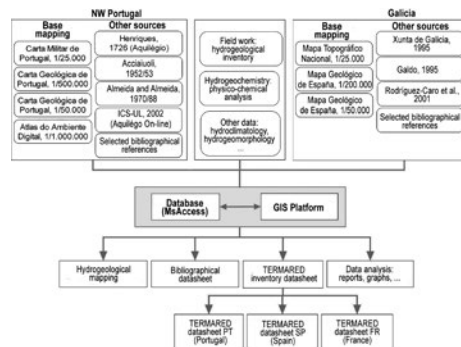 NW Portugal
Base
mapping
Carta Militar de
Portugal, 1/25.000
Carta Geológica de
Portugal, 1/500.000
Carta Geológica de
Portugal, 1/50.000
Atlas do Ambiente
Digital, 1/1.000.000
Other sources
Henriques,
1726 (Aquilégio)
Acciaiuoli,
1952/53
Almeida and Almeida,
1970/88
ICS-UL, 2002
(Aquilégo On-line)
Selected bibliographical
references
Field work:
hydrogeological
inventory
Hydrogeochemistry:
physico-chemical
analysis
Other data:
hydroclimatology,
hydrogeomorphology
...
Galicia
Base
mapping
Mapa Topográfico
Nacional, 1/25.000
Mapa Geológico
de España, 1/200.000
Mapa Geológico
de España, 1/50.000
Other sources
Xunta de Galicia,
1995
Galdo, 1995
Rodríguez-Caro et al.,
2001
Selected bibliographical
references
Database
(MsAccess)
GIS Platform
Hydrogeological
mapping
Bibliographical
datasheet
TERMARED
inventory datasheet
Data analysis:
reports, graphs, ...
TERMARED
datasheet PT
(Portugal)
TERMARED
datasheet SP
(Spain)
TERMARED
datasheet FR
(France)